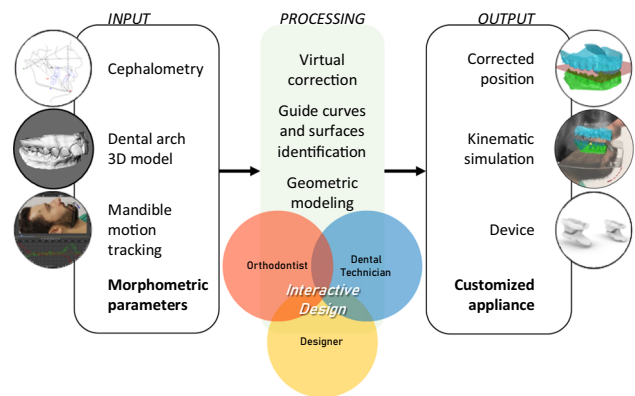 INPUT
Cephalometry
Dental arch
3D model
Mandible
motion
tracking
Morphometric
parameters
PROCESSING
Virtual
correction
Guide curves
and surfaces
identification
Geometric
modeling
Orthodontist
Dental
Technician
Interactive
Design
Designer
OUTPUT
Corrected
position
Kinematic
simulation
Device
Customized
appliance